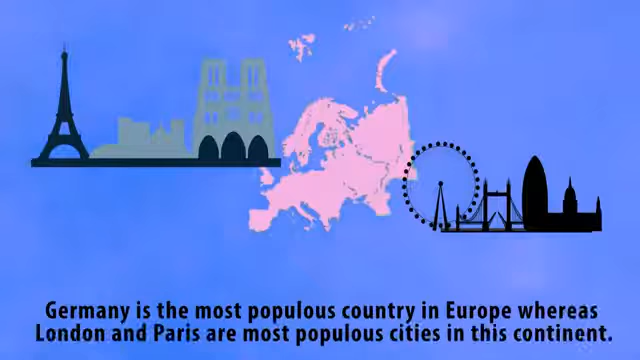 Germany is the most populous country in Europe whereas
London and Paris are most populous cities in this continent.